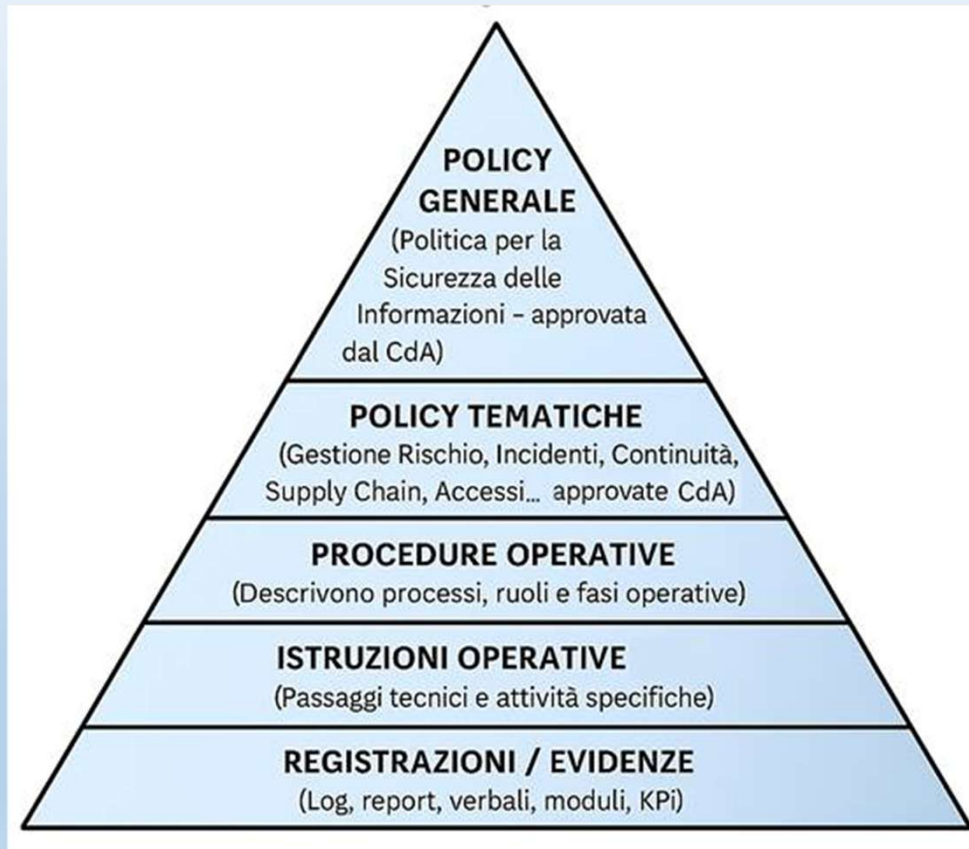 POLICY
GENERALE
(Politica per la
Sicurezza delle
Informazioni – approvata
dal CdA)
POLICY TEMATICHE
(Gestione Rischio, Incidenti, Continuità,
Supply Chain, Accessi... approvate CdA)
PROCEDURE OPERATIVE
(Descrivono processi, ruoli e fasi operative)
ISTRUZIONI OPERATIVE
(Passaggi tecnici e attività specifiche)
REGISTRAZIONI / EVIDENZE
(Log, report, verbali, moduli, KPi)